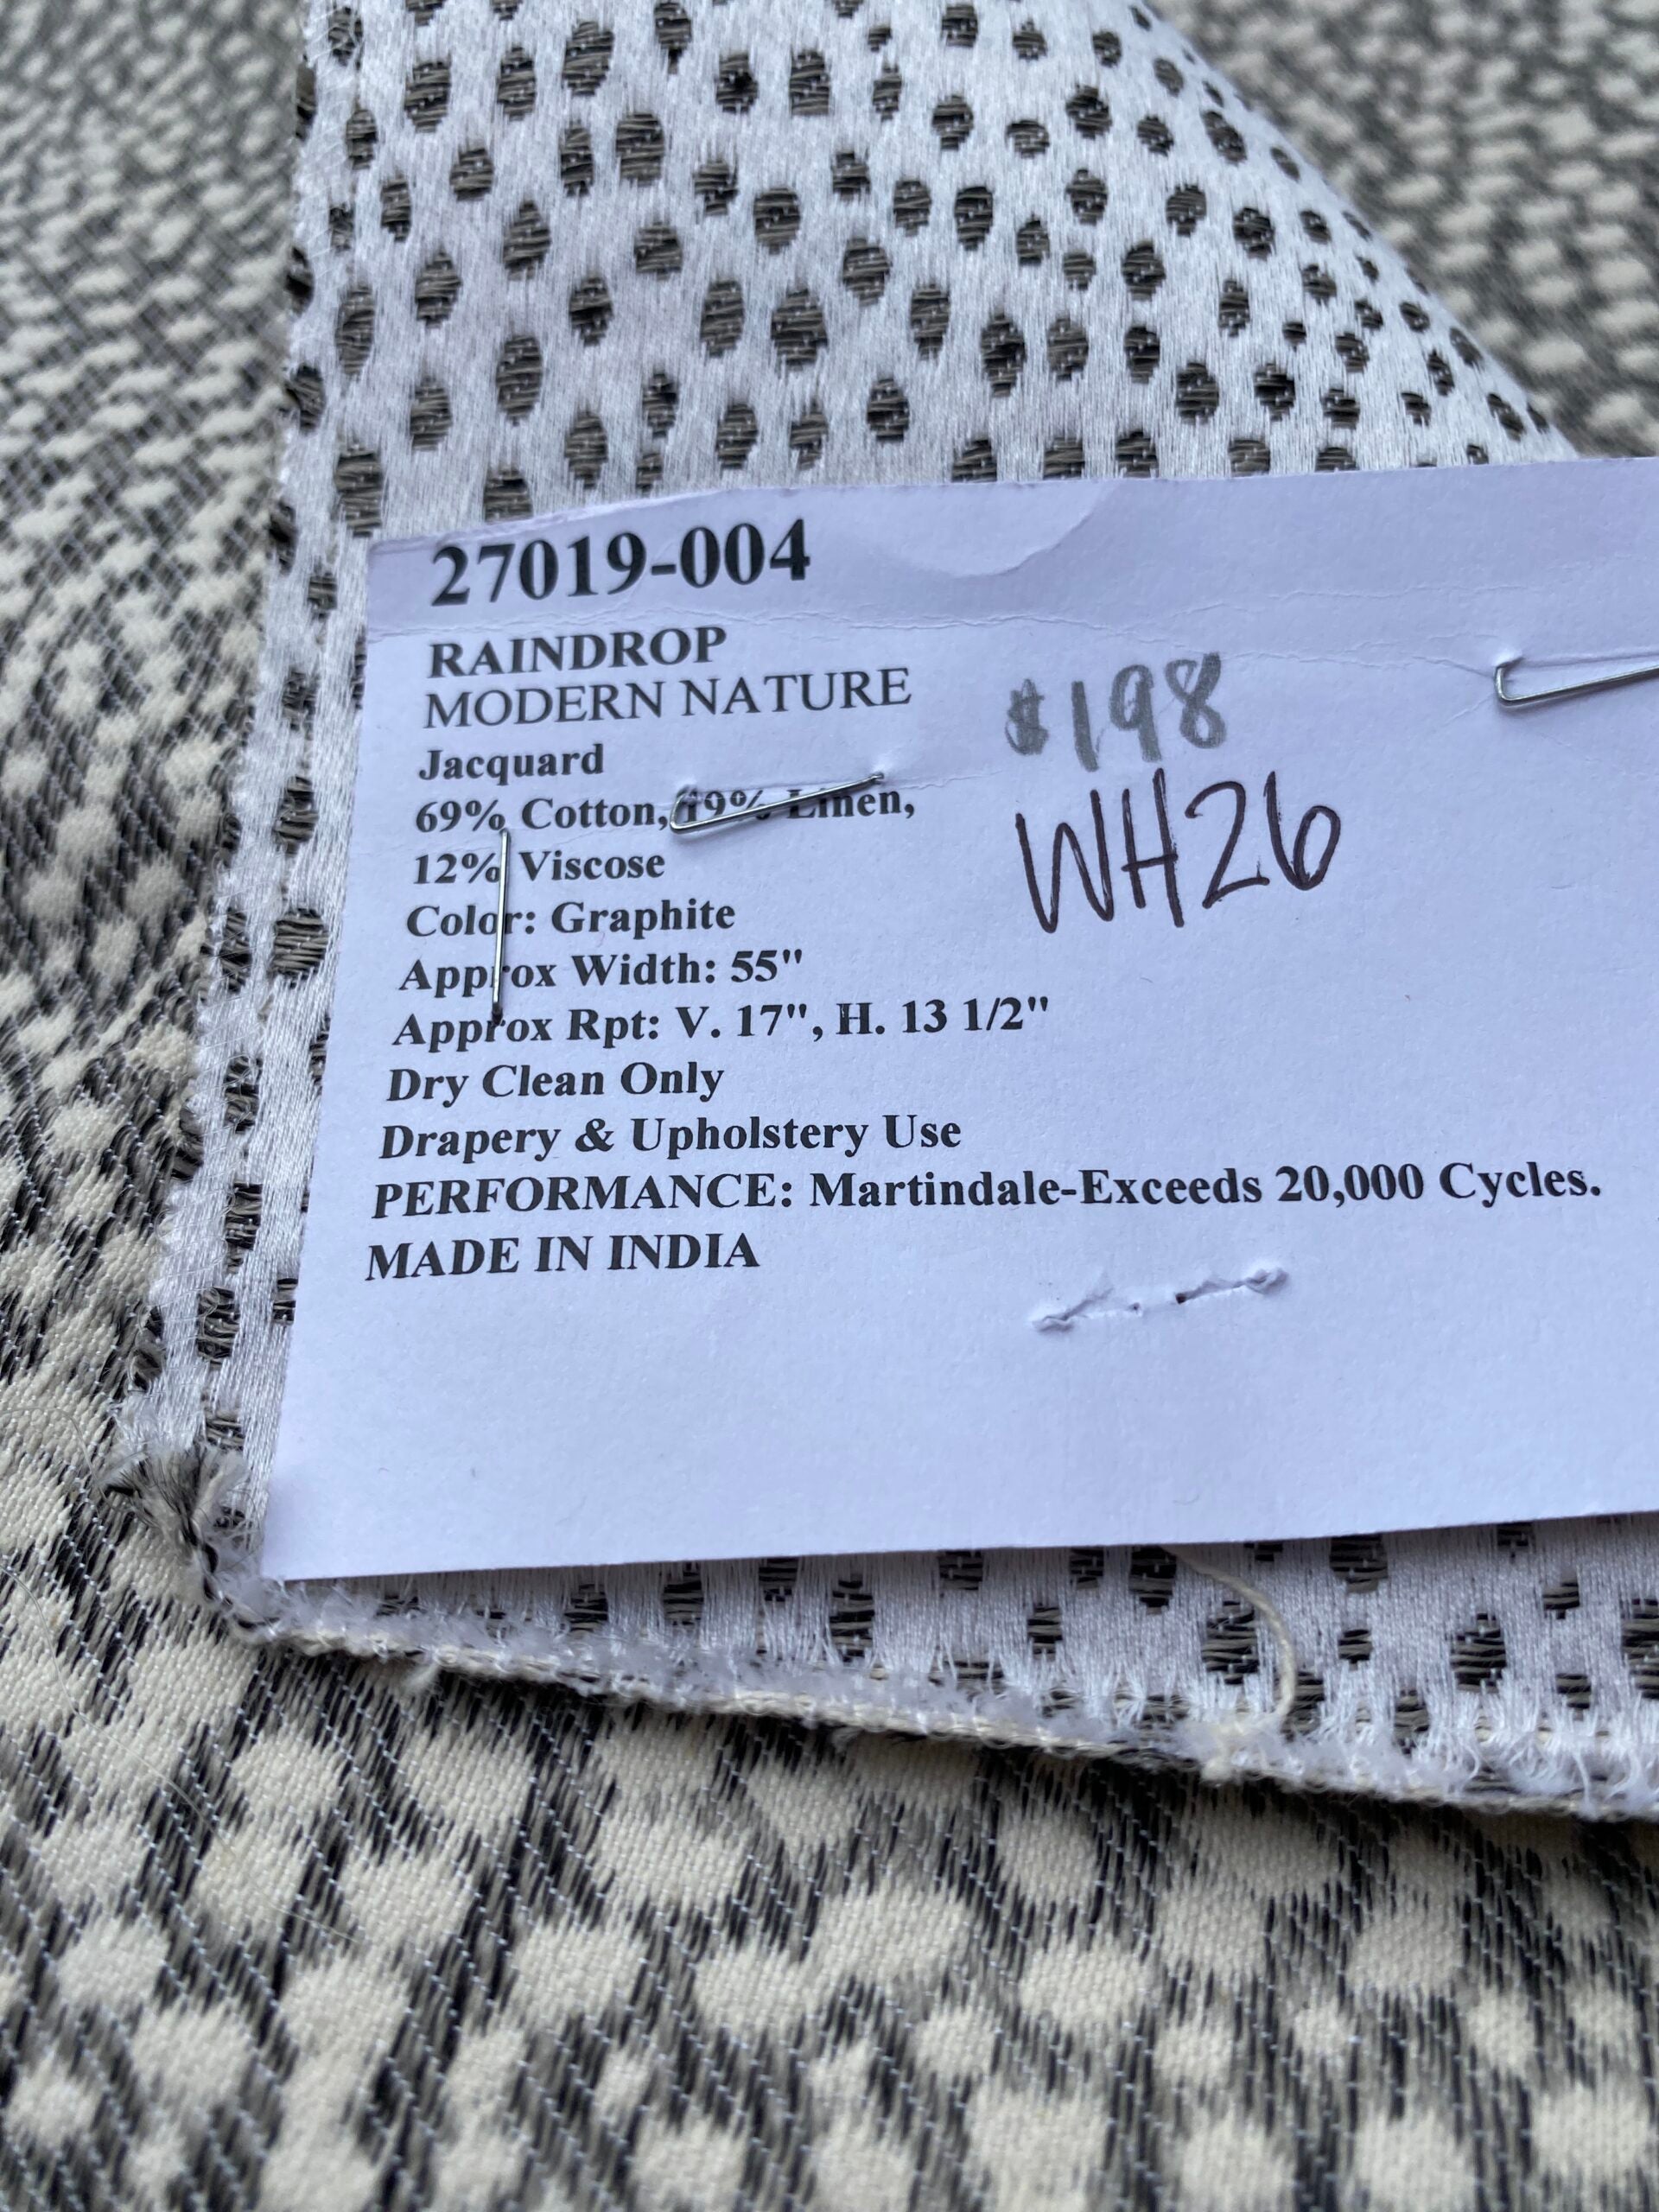 27019-004
RAINDROP
MODERN NATURE
$198
Jacquard
69% Cotton, 19% Linen,
WH26
12% Viscose
Color: Graphite
Approx Width: 55"
Approx Rpt: V. 17", H. 13 1/2"
Dry Clean Only
Drapery & Upholstery Use
PERFORMANCE: Martindale-Exceeds 20,000 Cycles.
MADE IN INDIA